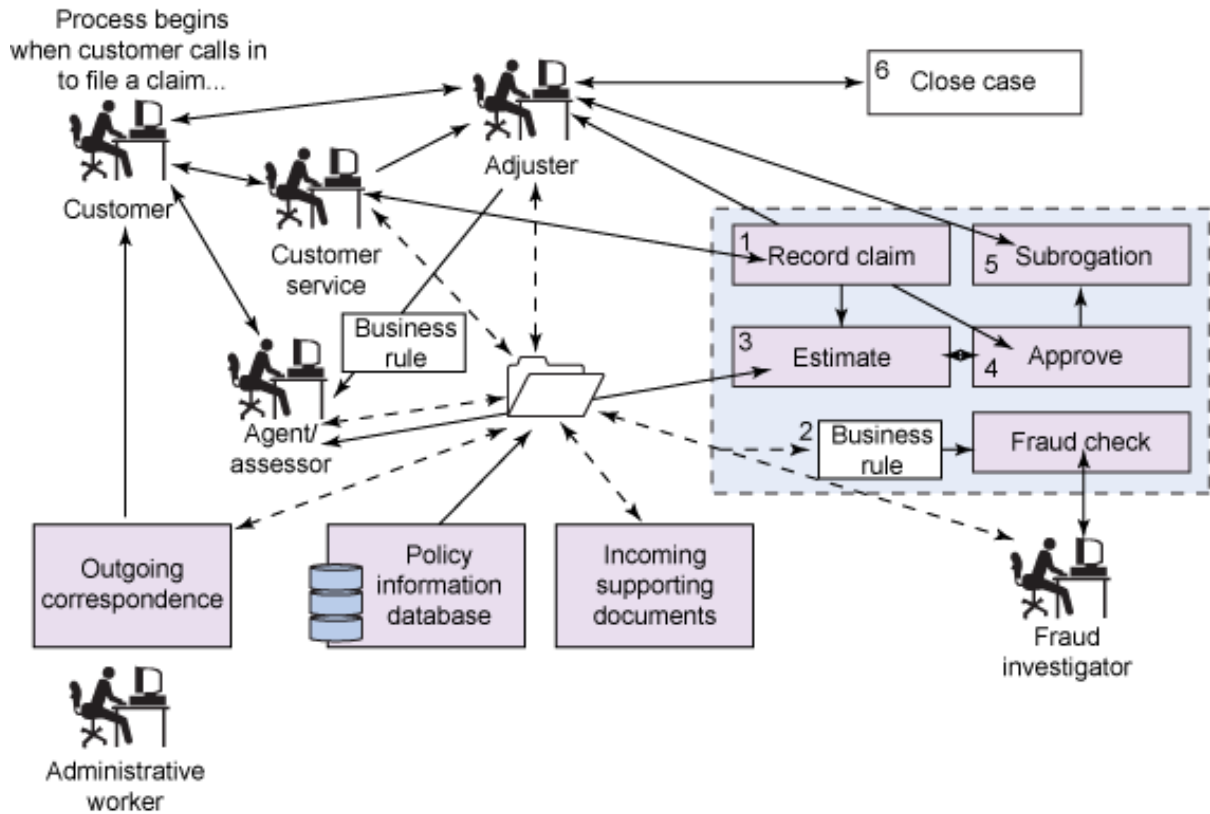 Process begins
when customer calls in
to file a claim...
Customer
Customer
service
Adjuster
6
Close case
1
Record claim
5
Subrogation
3
Estimate
4
Approve
2
Business
rule
Fraud check
Business
rule
Agent/
assessor
Outgoing
correspondence
Policy
information
database
Incoming
supporting
documents
Fraud
investigator
Administrative
worker